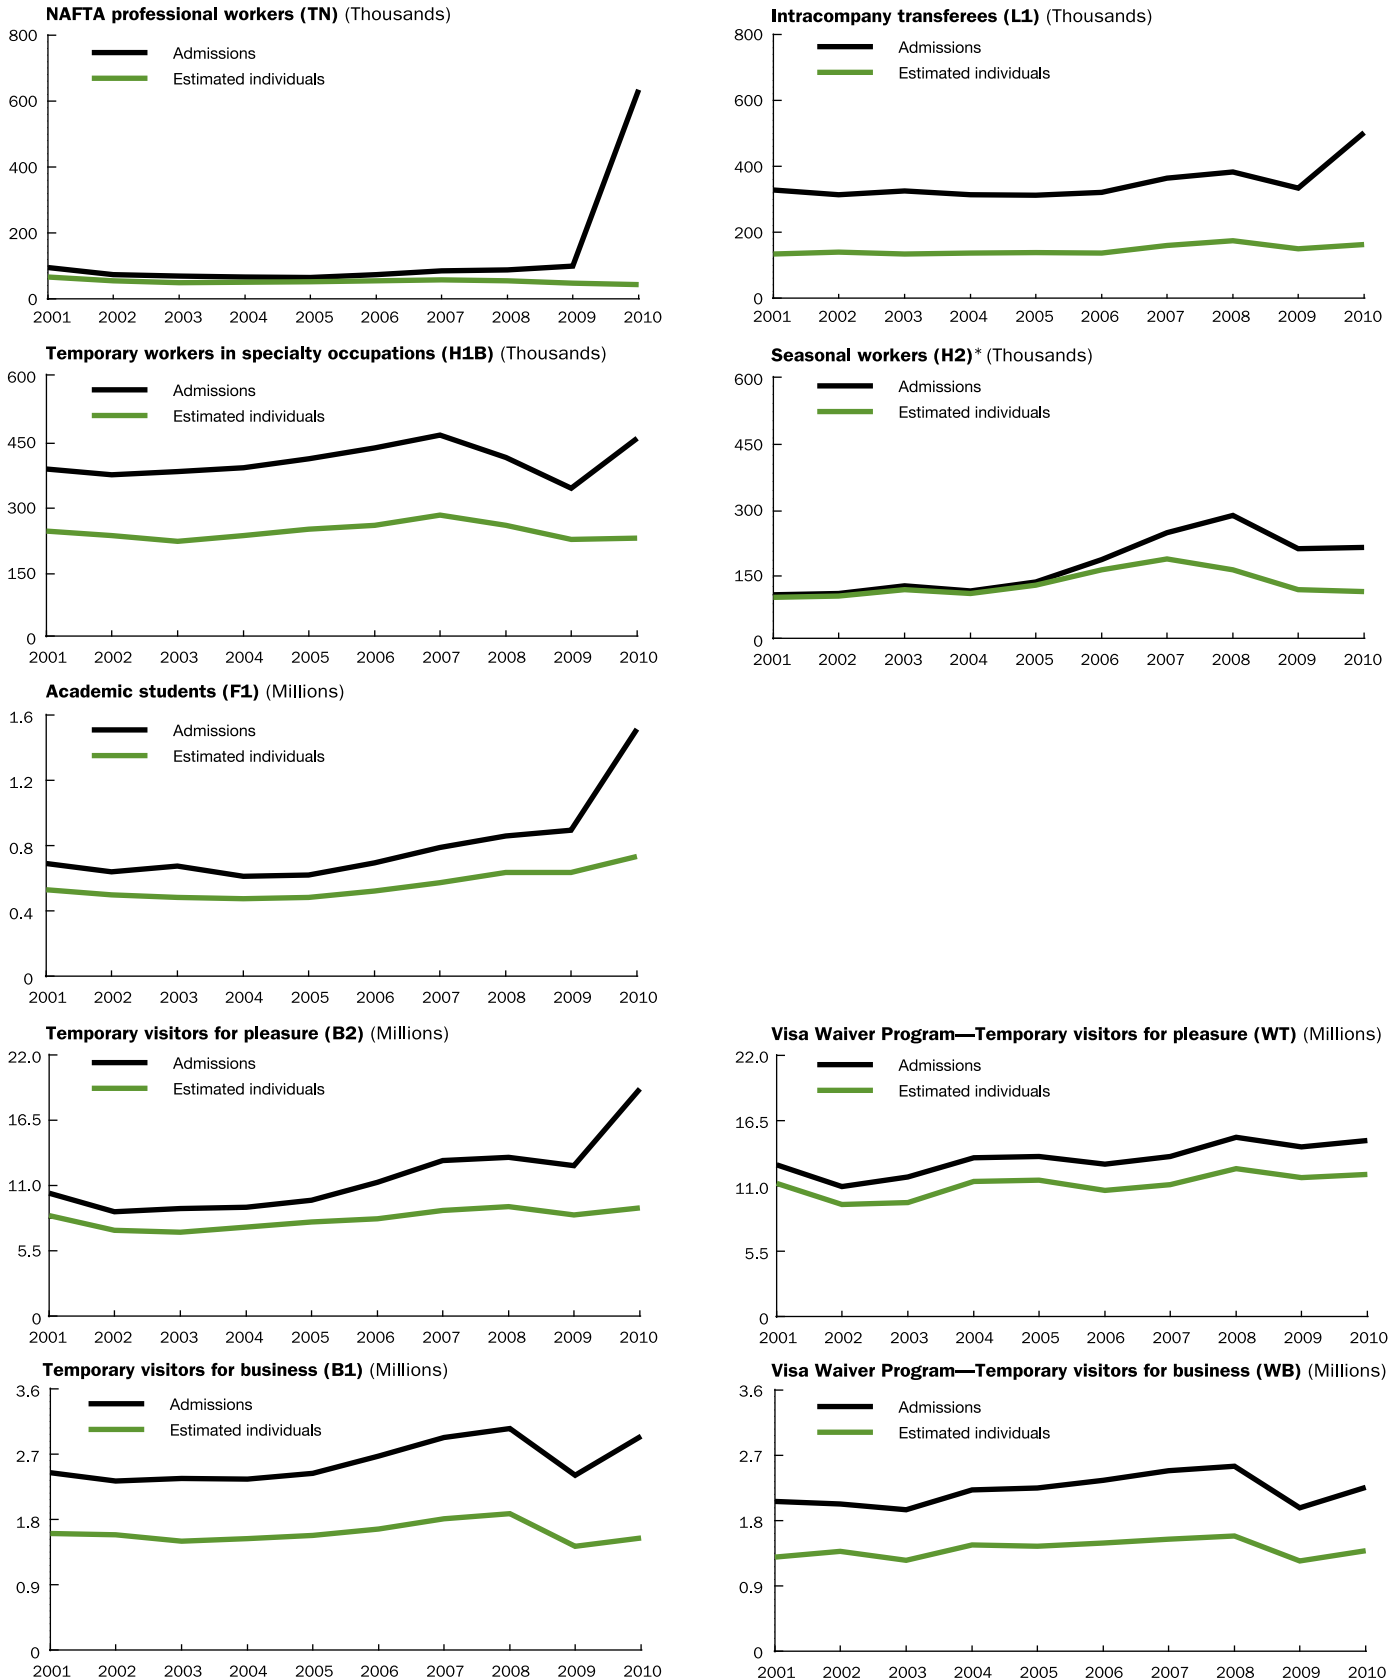 NAFTA professional workers (TN) (Thousands)
800
600
400
200
0
Admissions
Estimated individuals
2001 2002 2003 2004 2005 2006 2007 2008 2009 2010
Intracompany transferees (L1) (Thousands)
800
600
400
200
0
Admissions
Estimated individuals
2001 2002 2003 2004 2005 2006 2007 2008 2009 2010
Temporary workers in specialty occupations (H1B) (Thousands)
600
450
300
150
0
Admissions
Estimated individuals
2001 2002 2003 2004 2005 2006 2007 2008 2009 2010
Seasonal workers (H2)* (Thousands)
600
450
300
150
0
Admissions
Estimated individuals
2001 2002 2003 2004 2005 2006 2007 2008 2009 2010
Academic students (F1) (Millions)
1.6
1.2
0.8
0.4
0
Admissions
Estimated individuals
2001 2002 2003 2004 2005 2006 2007 2008 2009 2010
Temporary visitors for pleasure (B2) (Millions)
22.0
16.5
11.0
5.5
0
Admissions
Estimated individuals
2001 2002 2003 2004 2005 2006 2007 2008 2009 2010
Visa Waiver Program—Temporary visitors for pleasure (WT) (Millions)
22.0
16.5
11.0
5.5
0
Admissions
Estimated individuals
2001 2002 2003 2004 2005 2006 2007 2008 2009 2010
Temporary visitors for business (B1) (Millions)
3.6
2.7
1.8
0.9
0
Admissions
Estimated individuals
2001 2002 2003 2004 2005 2006 2007 2008 2009 2010
Visa Waiver Program—Temporary visitors for business (WB) (Millions)
3.6
2.7
1.8
0.9
0
Admissions
Estimated individuals
2001 2002 2003 2004 2005 2006 2007 2008 2009 2010